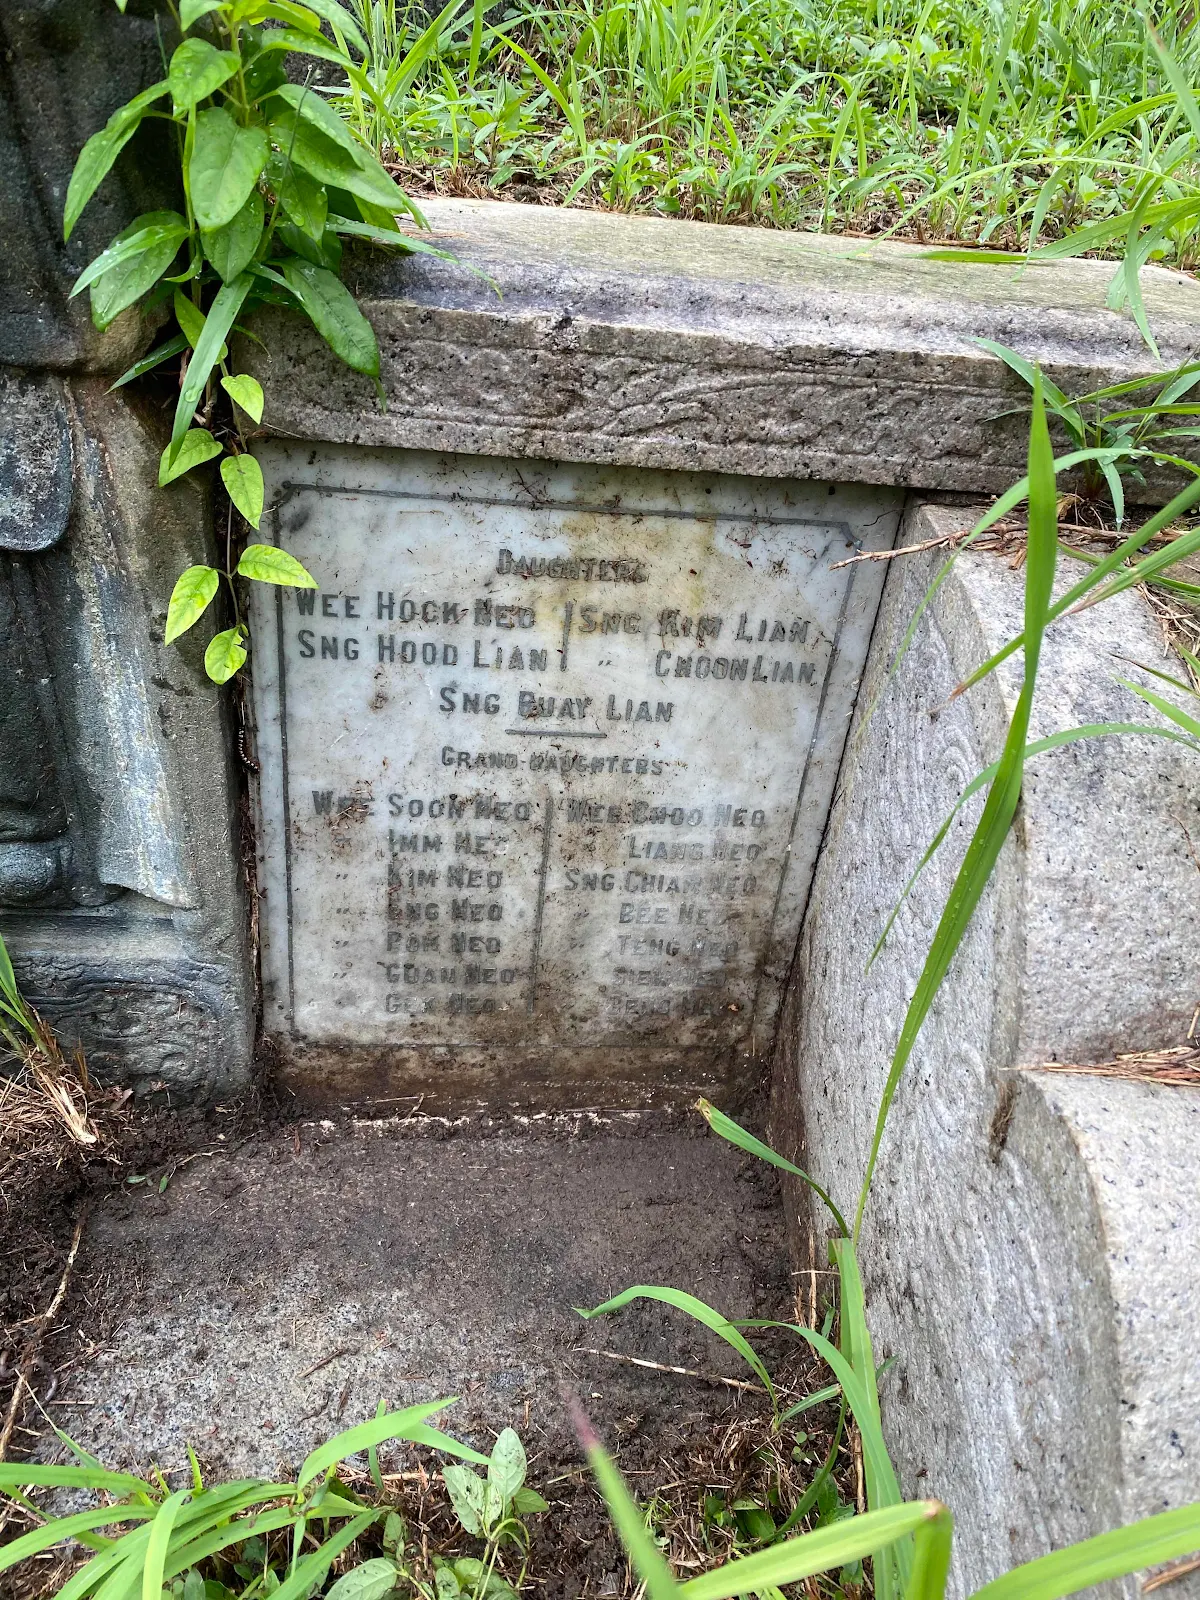 DAUGHTERS
WEE HOCK NEO SNG KIM LIAN
SNG HOOD LIAN " CHOON LIAN
SNG BUAY LIAN
GRAND-DAUGHTERS
WEE SOON NEO WEE CHOO NEO
" IMM NEO " LIANG NEO
" KIM NEO SNG CHIAN NEO
" ENG NEO " BEE NEO
" NEO " TENG NEO
" GUAN NEO
" GEK NEO